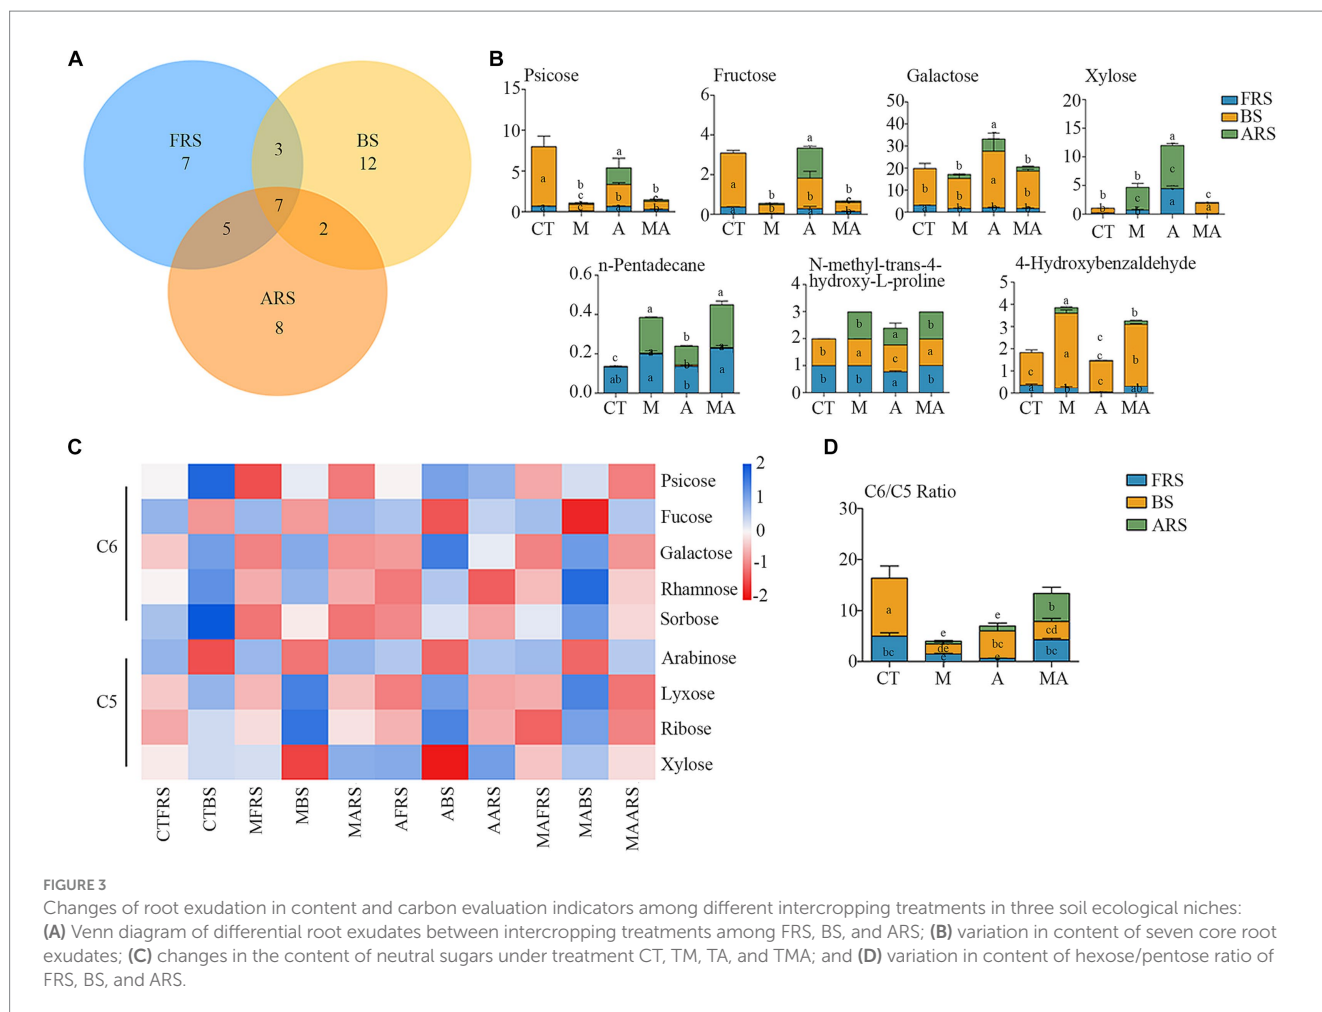 A
FRS
7
3
BS
12
7
5
2
ARS
8
B
Psicose
15
10
5
0
a
a
b
c
a
b
b
c
b
CT M A MA
Fructose
6
4
2
0
a
a
b
c
a
b
b
b
c
b
CT M A MA
Galactose
50
40
30
20
10
0
b
b
b
b
a
a
b
b
b
b
CT M A MA
Xylose
20
15
10
5
0
b
b
b
c
b
a
c
a
c
a
CT M A MA
FRS
BS
ARS
n-Pentadecane
0.6
0.4
0.2
0.0
c
ab
a
a
a
b
b
b
a
a
a
CT M A MA
N-methyl-trans-4-
hydroxy-L-proline
4
3
2
1
0
b
b
b
a
b
a
c
a
b
a
b
CT M A MA
4-Hydroxybenzaldehyde
5
4
3
2
1
0
c
a
a
a
b
c
c
c
b
b
ab
CT M A MA
C
C6
C5
Psicose
Fucose
Galactose
Rhamnose
Sorbose
Arabinose
Lyxose
Ribose
Xylose
2
1
0
-1
-2
CTFRS
CTBS
MFRS
MBS
MARS
AFRS
ABS
AARS
MAFRS
MABS
MAARS
D
C6/C5 Ratio
30
20
10
0
a
bc
e
de
e
e
bc
e
b
cd
bc
CT M A MA
FRS
BS
ARS
FIGURE 3
Changes of root exudation in content and carbon evaluation indicators among different intercropping treatments in three soil ecological niches:
(A) Venn diagram of differential root exudates between intercropping treatments among FRS, BS, and ARS; (B) variation in content of seven core root
exudates; (C) changes in the content of neutral sugars under treatment CT, TM, TA, and TMA; and (D) variation in content of hexose/pentose ratio of
FRS, BS, and ARS.